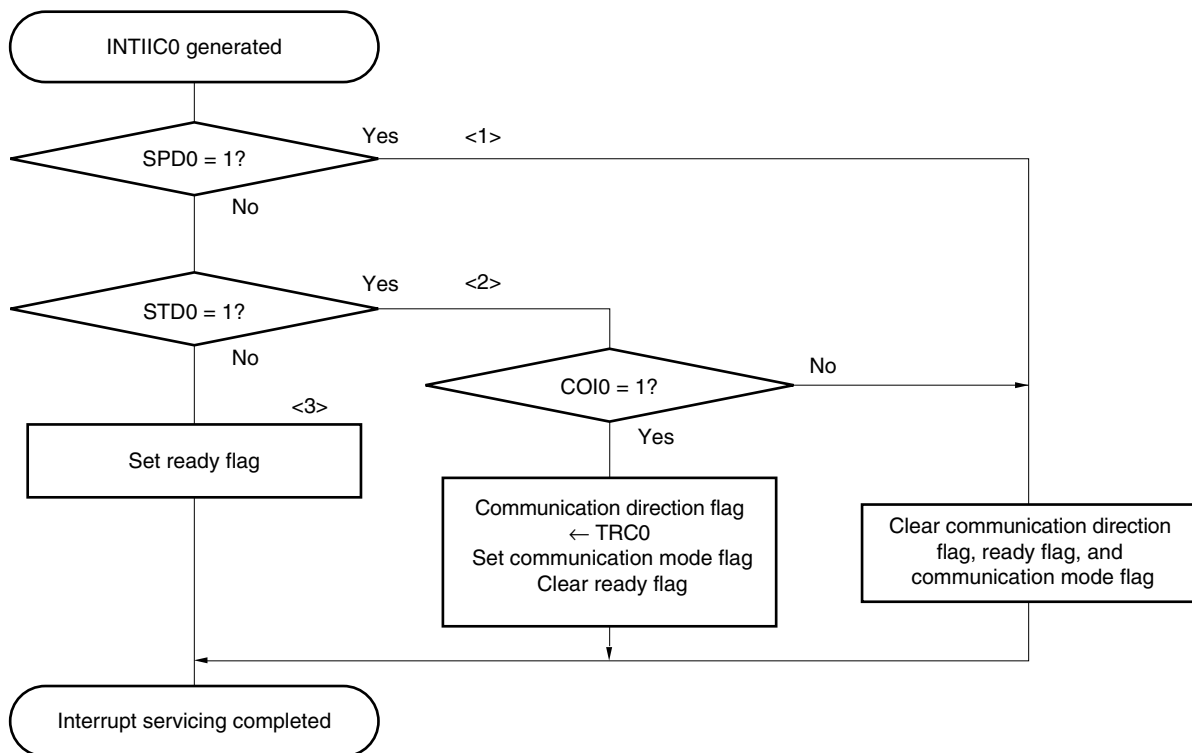 INTIIC0 generated
Yes
<1>
SPD0 = 1?
No
Yes
<2>
STD0 = 1?
No
COI0 = 1?
No
<3>
Yes
Set ready flag
Communication direction flag
← TRC0
Set communication mode flag
Clear ready flag
Clear communication direction
flag, ready flag, and
communication mode flag
Interrupt servicing completed